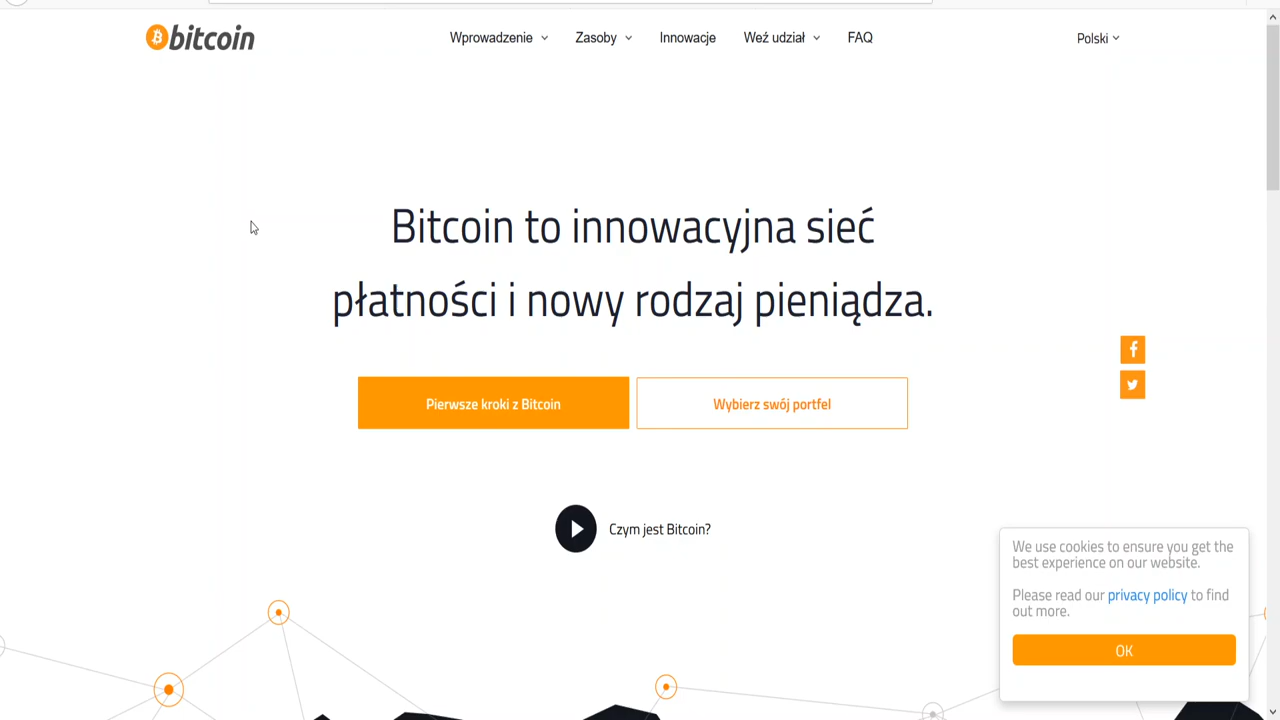 bitcoin
Wprowadzenie
Zasoby
Innowacje
Weź udział
FAQ
Polski
Bitcoin to innowacyjna sieć
płatności i nowy rodzaj pieniądza.
Pierwsze kroki z Bitcoin
Wybierz swój portfel
Czym jest Bitcoin?
We use cookies to ensure you get the
best experience on our website.
Please read our privacy policy to find
out more.
OK